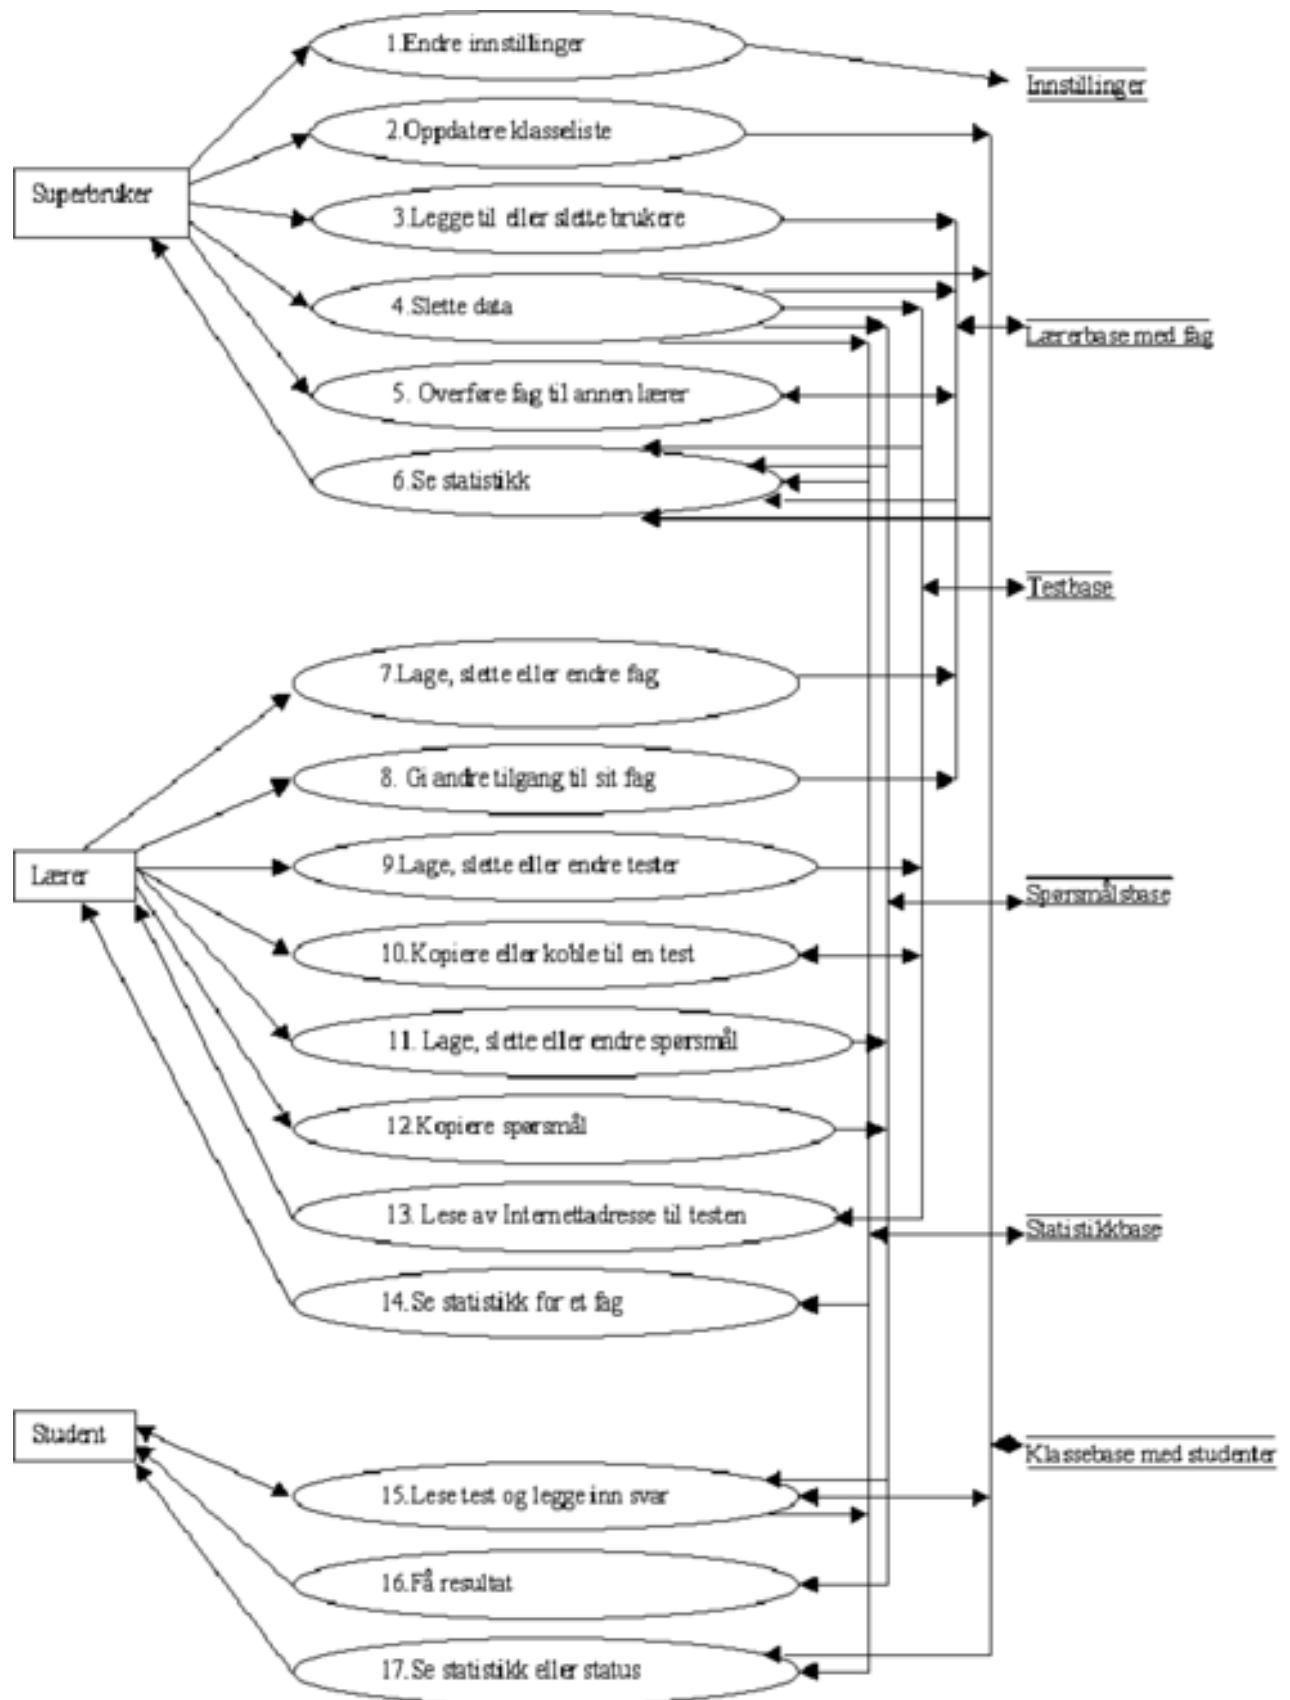 1.Endre innstillinger
Innstillinger
2.Oppdatere klasseliste
Superbruker
3.Legge til eller slette brukere
4.Slette data
Lærerbase med fag
5. Overføre fag til annen lærer
6.Se statistikk
Testbase
7.Lage, slette eller endre fag
8. Gi andre tilgang til sit fag
Lærer
9.Lage, slette eller endre tester
Spørsmålsbase
10.Kopiere eller koble til en test
11. Lage, slette eller endre spørsmål
12.Kopiere spørsmål
13. Lese av Internettadresse til testen
Statistikkbase
14.Se statistikk for et fag
Student
Klassebase med studenter
15.Lese test og legge inn svar
16.Få resultat
17.Se statistikk eller status